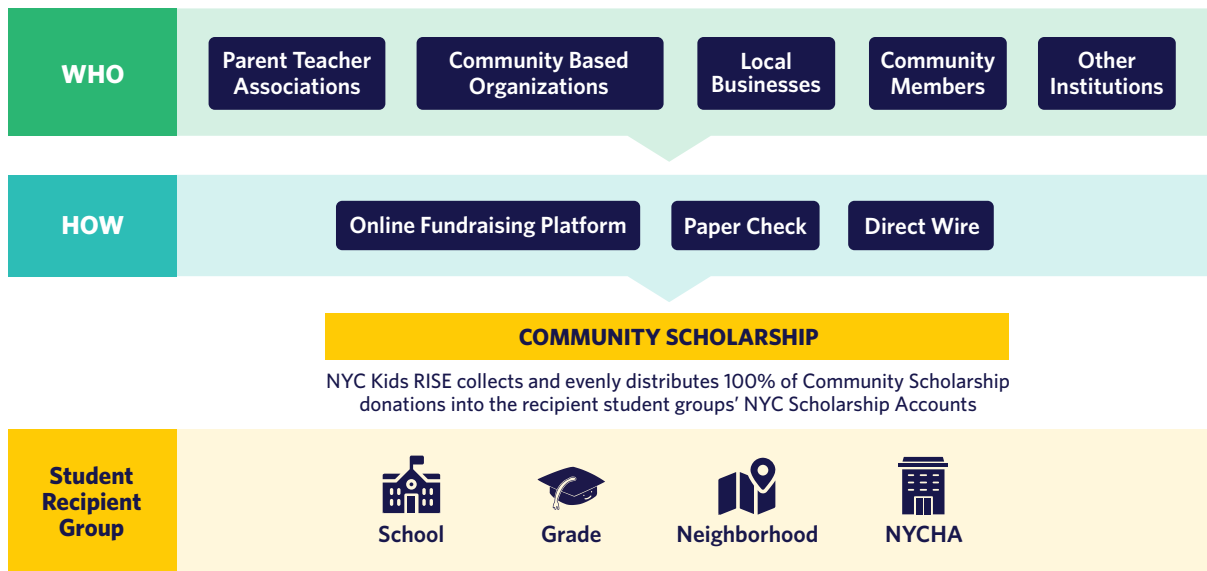 WHO
Parent Teacher
Associations
Community Based
Organizations
Local
Businesses
Community
Members
Other
Institutions
HOW
Online Fundraising Platform
Paper Check
Direct Wire
COMMUNITY SCHOLARSHIP
NYC Kids RISE collects and evenly distributes 100% of Community Scholarship
donations into the recipient student groups' NYC Scholarship Accounts
Student
Recipient
Group
School
Grade
Neighborhood
NYCHA